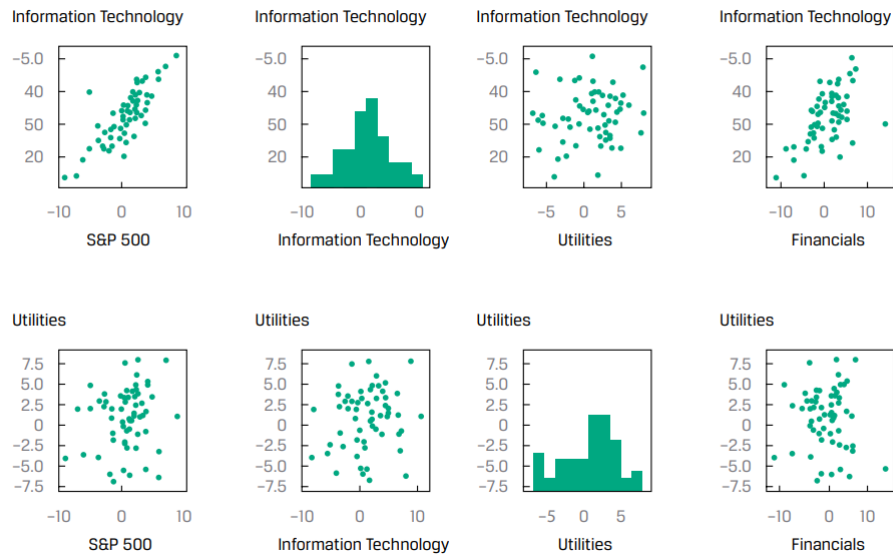 Information Technology Information Technology Information Technology Information Technology
−5.0 −5.0 −5.0
40 40 40 40
50 50 50 50
20 20 20 20
−10 0 10 −10 0 0 −5 0 5 −10 0 10
S&P 500 Information Technology Utilities Financials
Utilities Utilities Utilities Utilities
7.5 7.5 7.5 7.5
5.0 5.0 5.0 5.0
2.5 2.5 2.5 2.5
0 0 0 0
−2.5 −2.5 −2.5 −2.5
−5.0 −5.0 −5.0 −5.0
−7.5 −7.5 −7.5 −7.5
−10 0 10 −10 0 10 −5 0 5 −10 0 10
S&P 500 Information Technology Utilities Financials